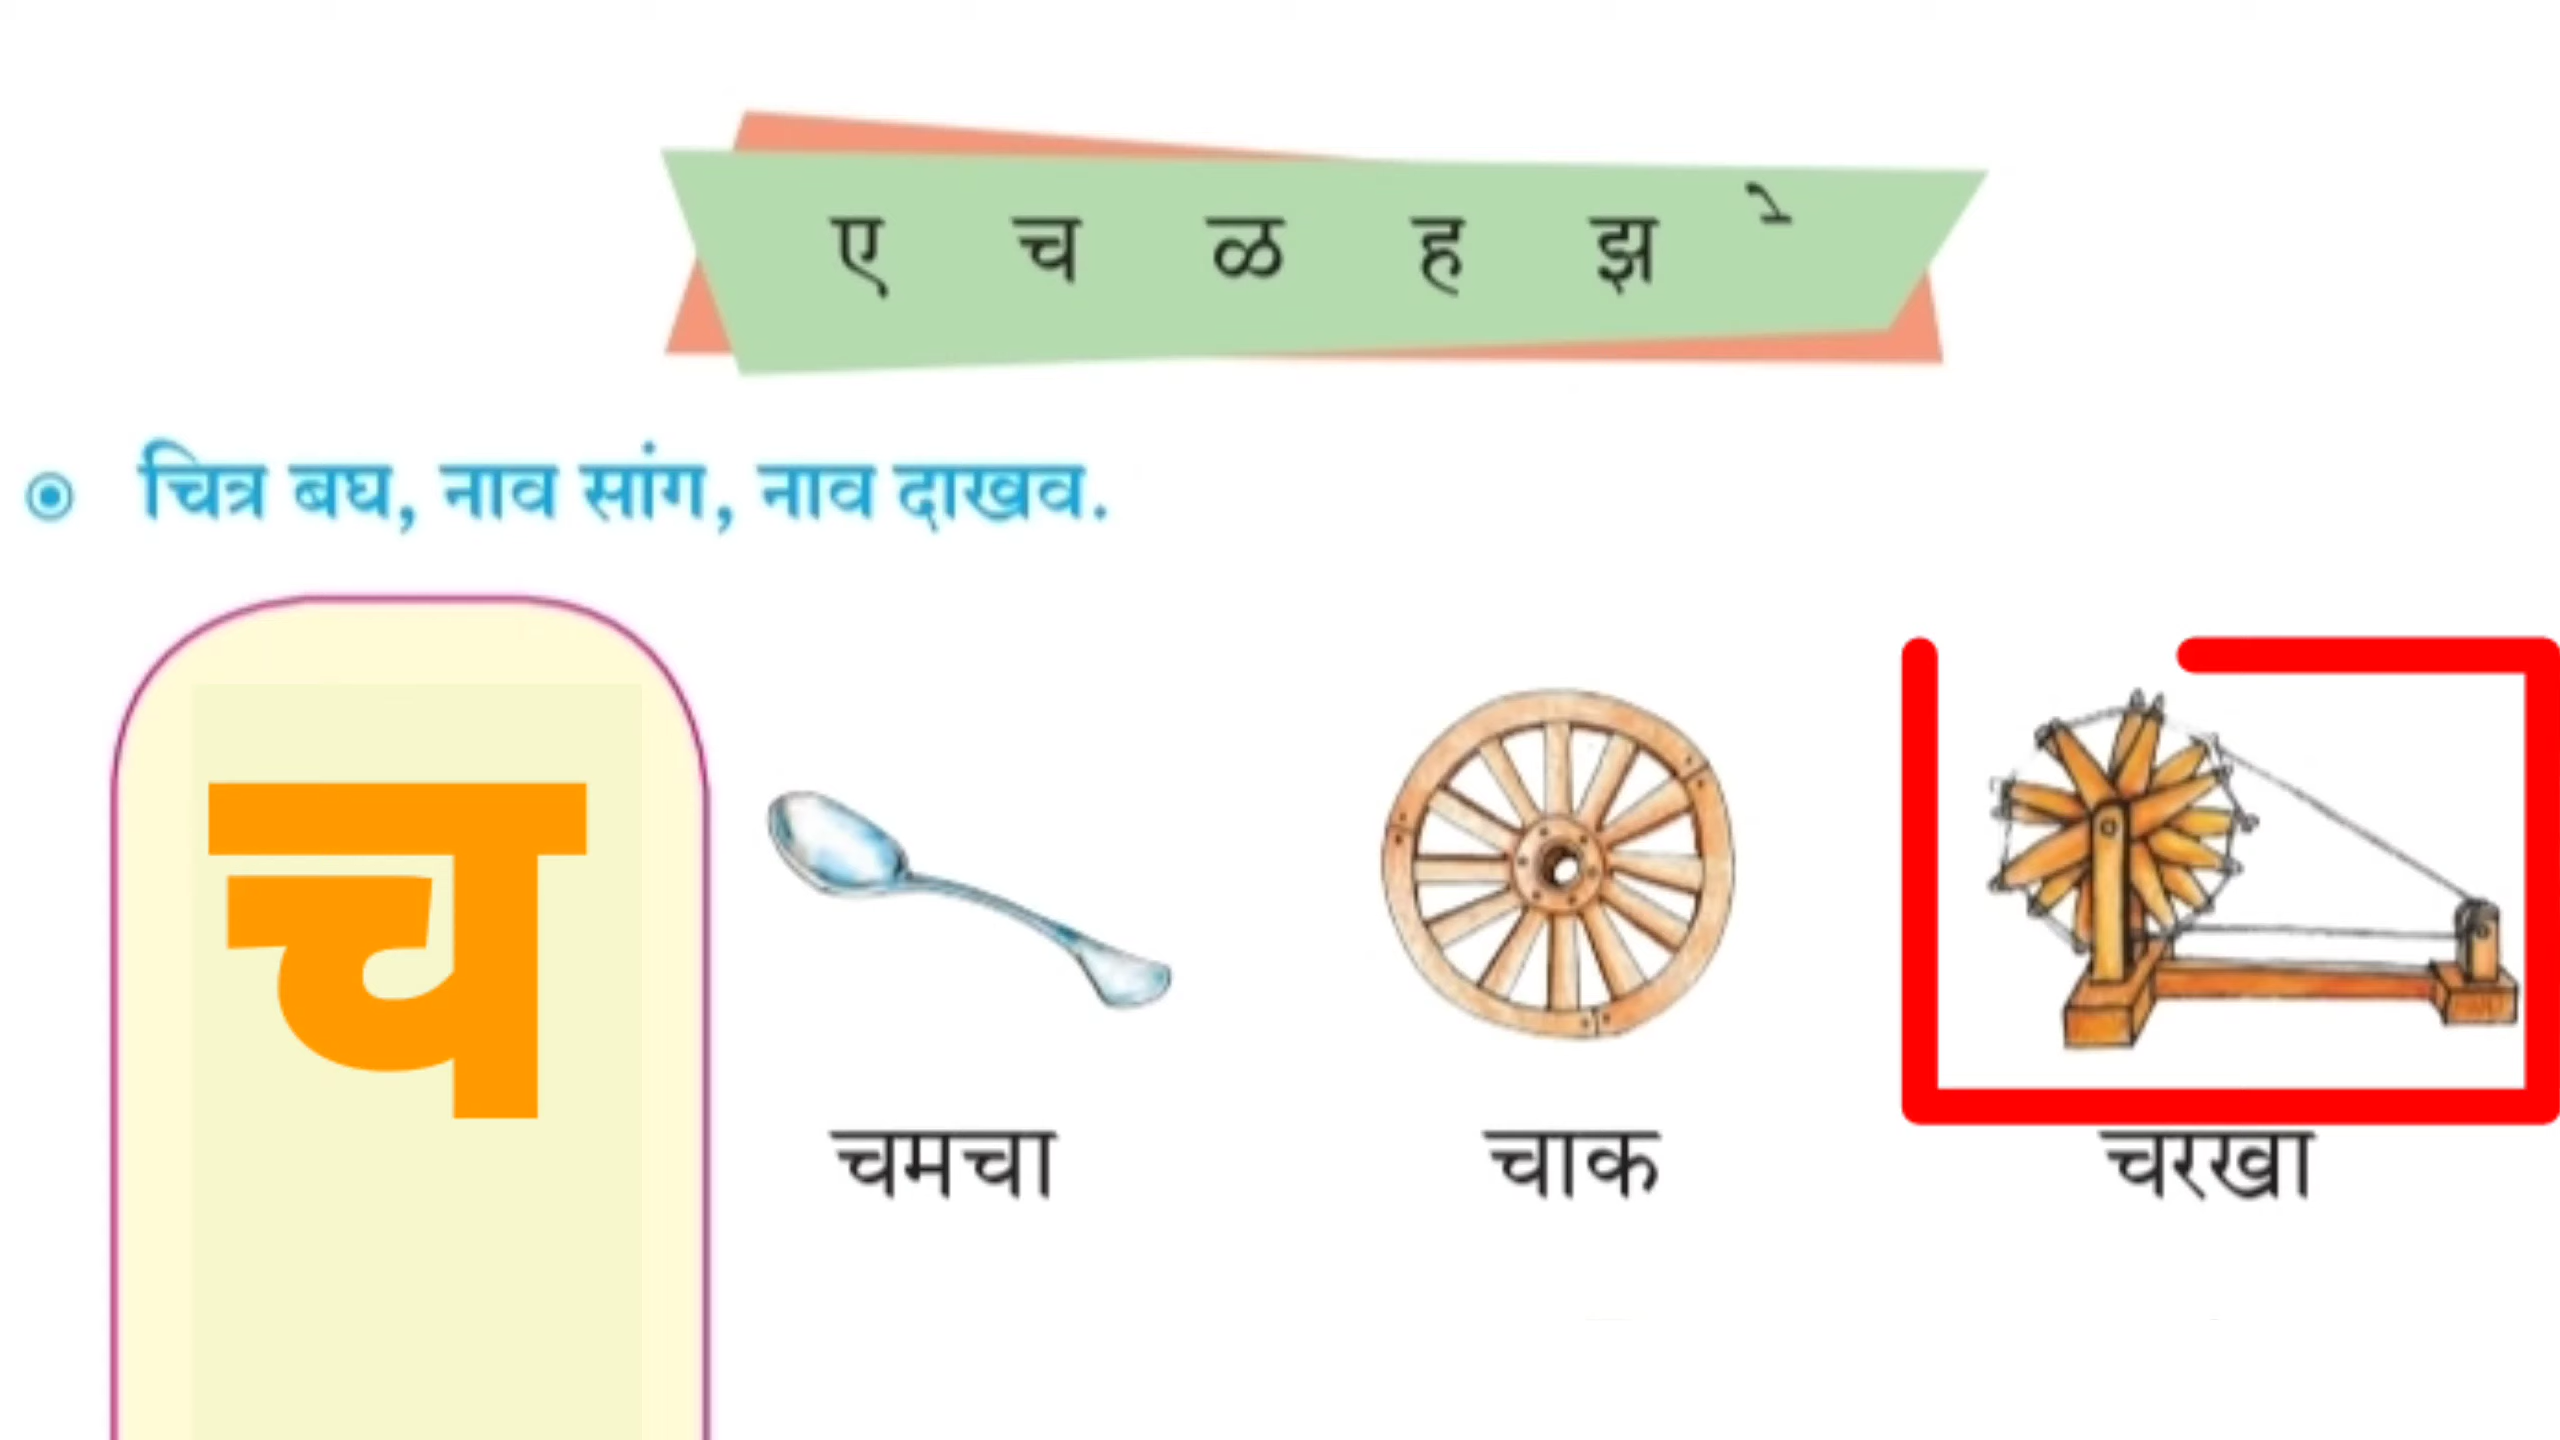 ए च ळ ह झ े
चित्र बघ, नाव सांग, नाव दाखव.
च
चमचा चाक चरखा